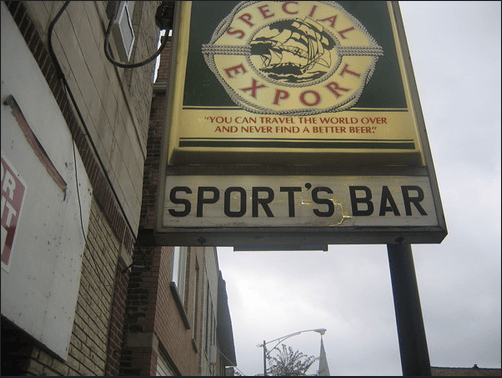 SPECIAL
EXPORT
"YOU CAN TRAVEL THE WORLD OVER
AND NEVER FIND A BETTER BEER."
SPORT'S BAR